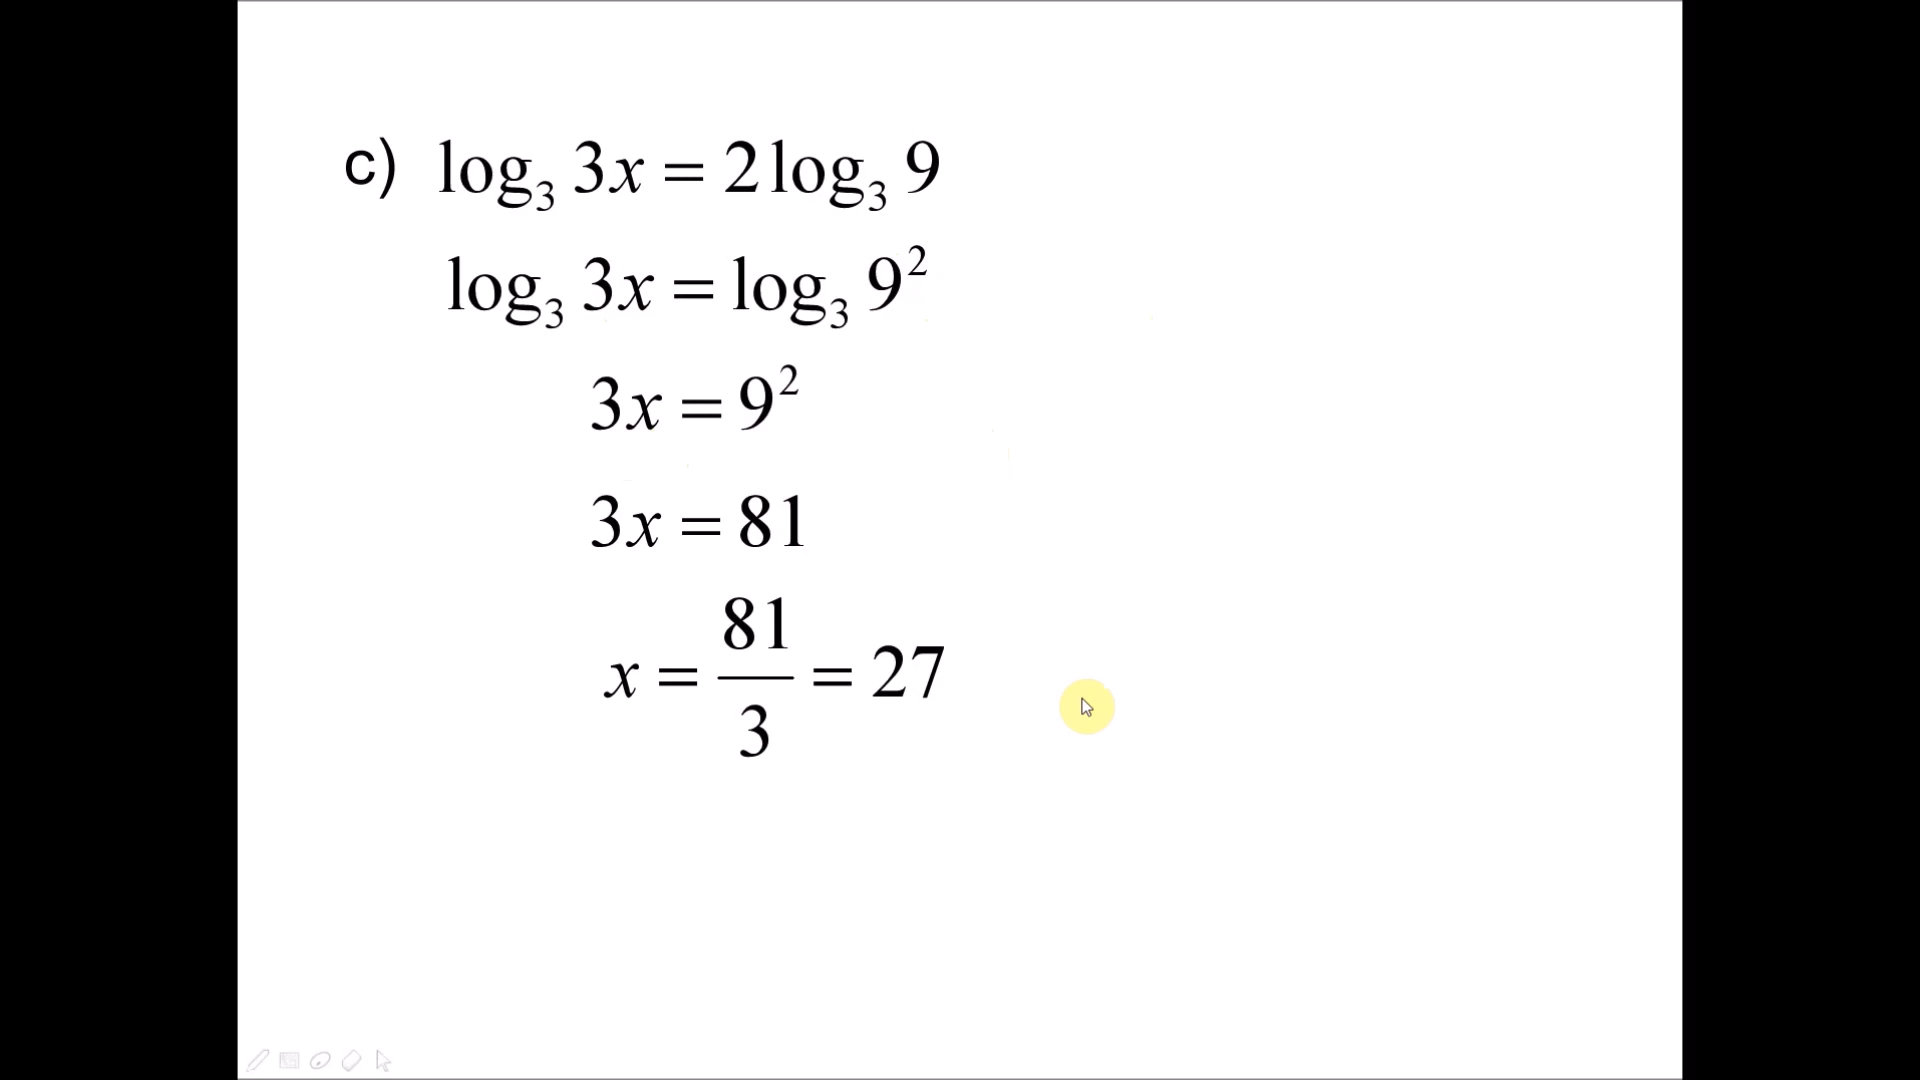 c) log₃ 3x = 2 log₃ 9
log₃ 3x = log₃ 9²
3x = 9²
3x = 81
x = 81/3 = 27